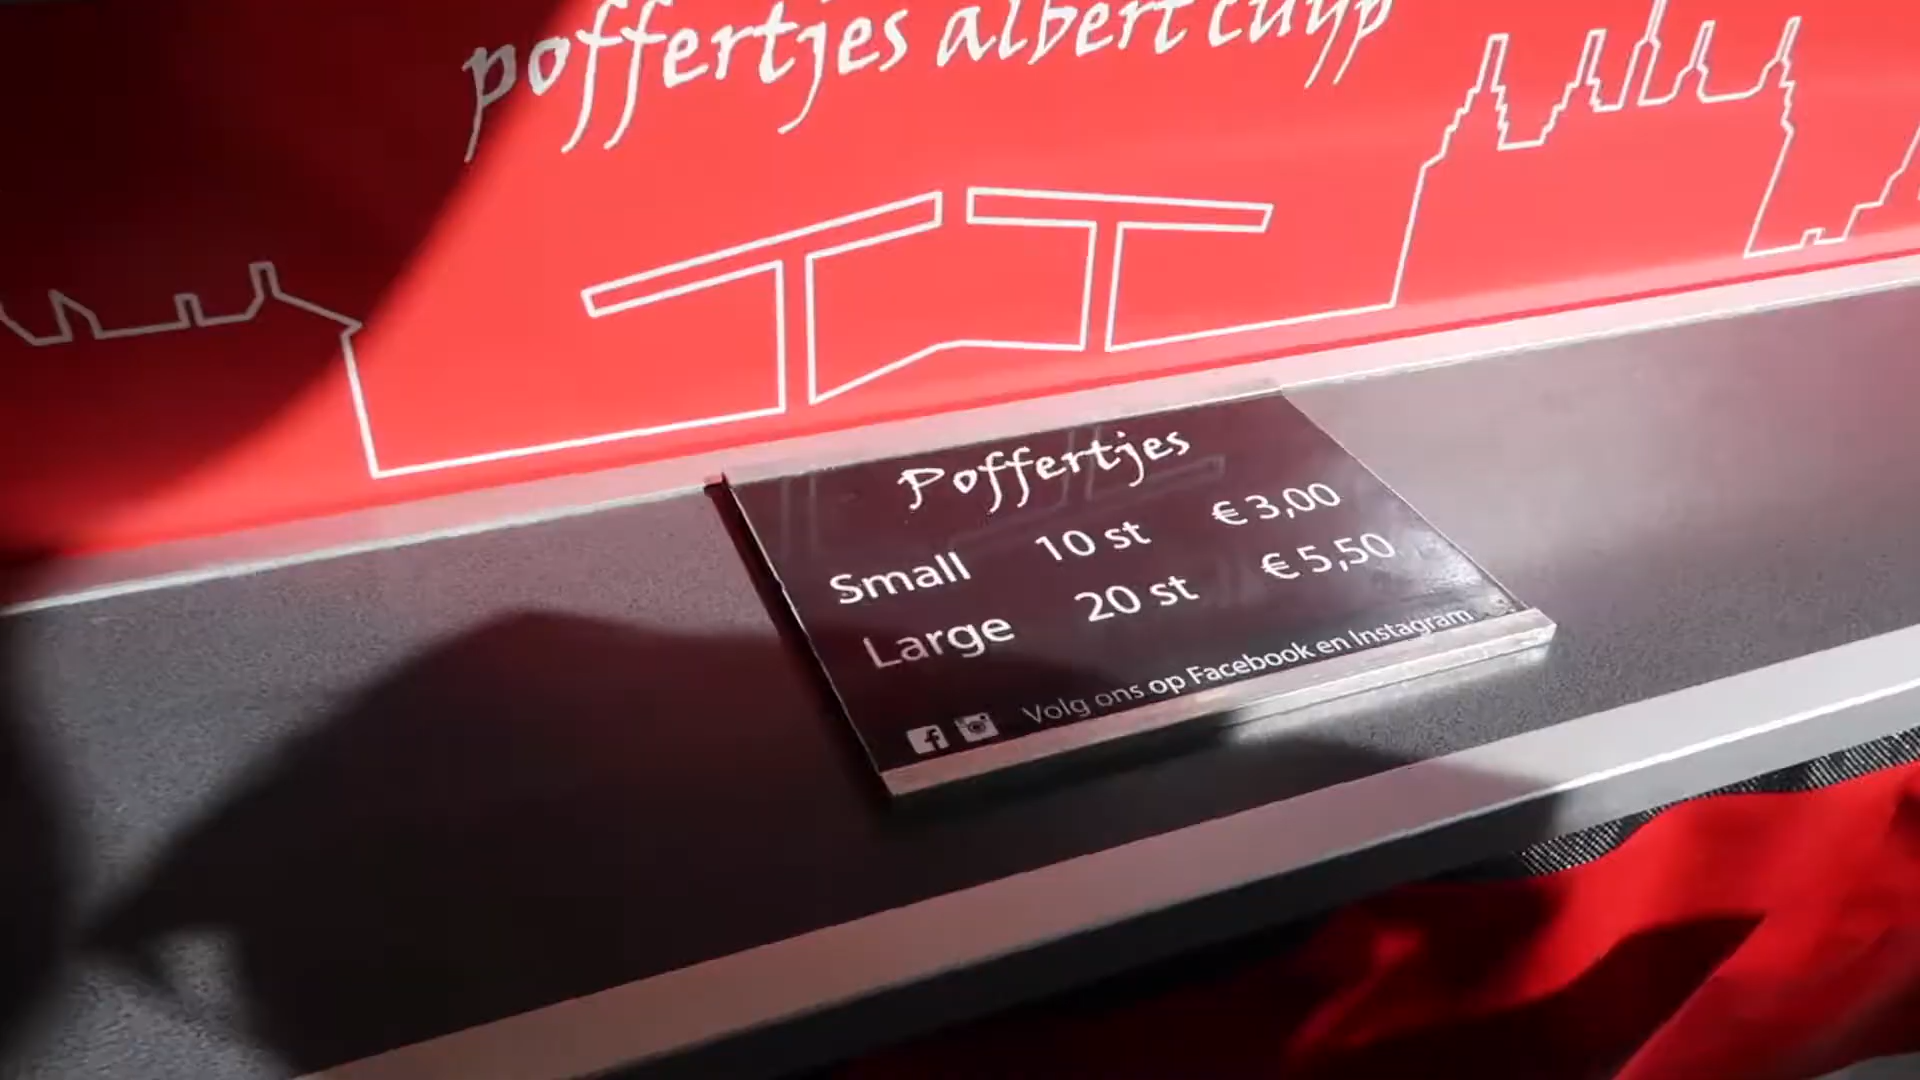 poffertjes albert cuyp
Poffertjes
Small 10 st € 3,00
Large 20 st € 5,50
Volg ons op Facebook en Instagram